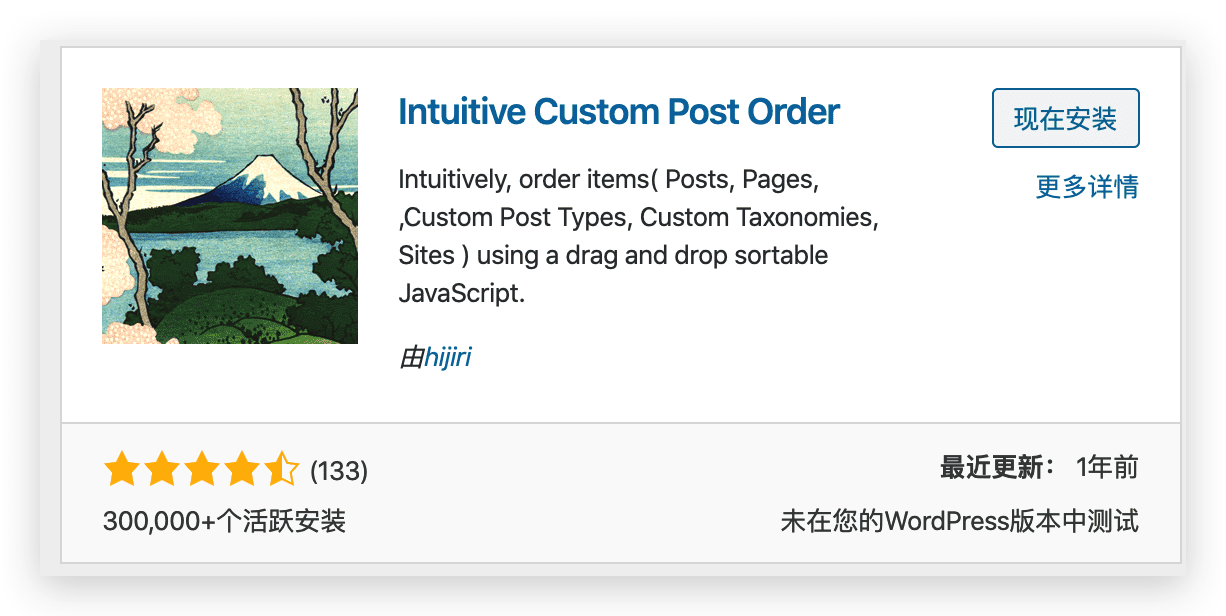 Intuitive Custom Post Order
现在安装
更多详情
Intuitively, order items( Posts, Pages,
,Custom Post Types, Custom Taxonomies,
Sites ) using a drag and drop sortable
JavaScript.
由hijiri
(133)
最近更新： 1年前
300,000+个活跃安装
未在您的WordPress版本中测试